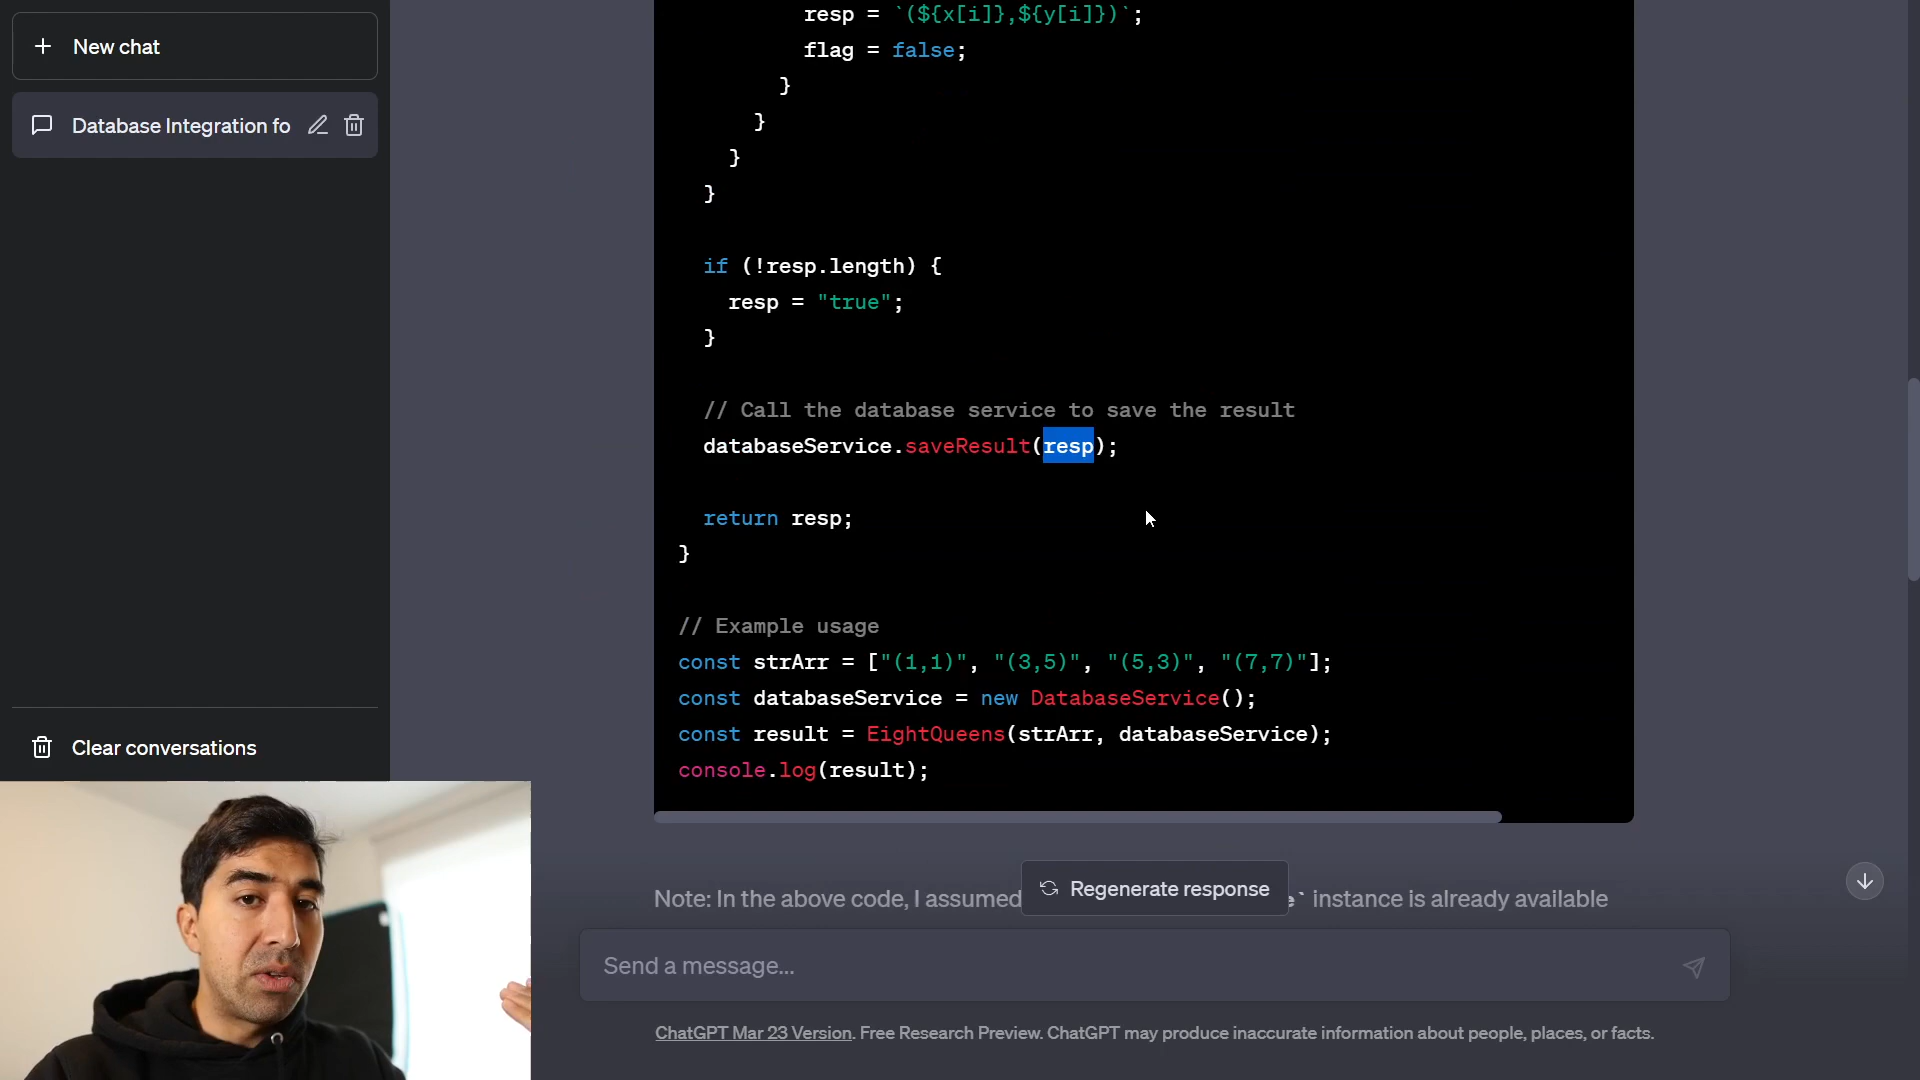 New chat
Database Integration fo
resp = `(${x[i]},${y[i]})`;
flag = false;
}
}
}
}
if (!resp.length) {
resp = "true";
}
// Call the database service to save the result
databaseService.saveResult(resp);
return resp;
}
// Example usage
const strArr = ["(1,1)", "(3,5)", "(5,3)", "(7,7)"];
const databaseService = new DatabaseService();
const result = EightQueens(strArr, databaseService);
console.log(result);
Clear conversations
Regenerate response
Note: In the above code, I assumed e` instance is already available
Send a message...
ChatGPT Mar 23 Version. Free Research Preview. ChatGPT may produce inaccurate information about people, places, or facts.